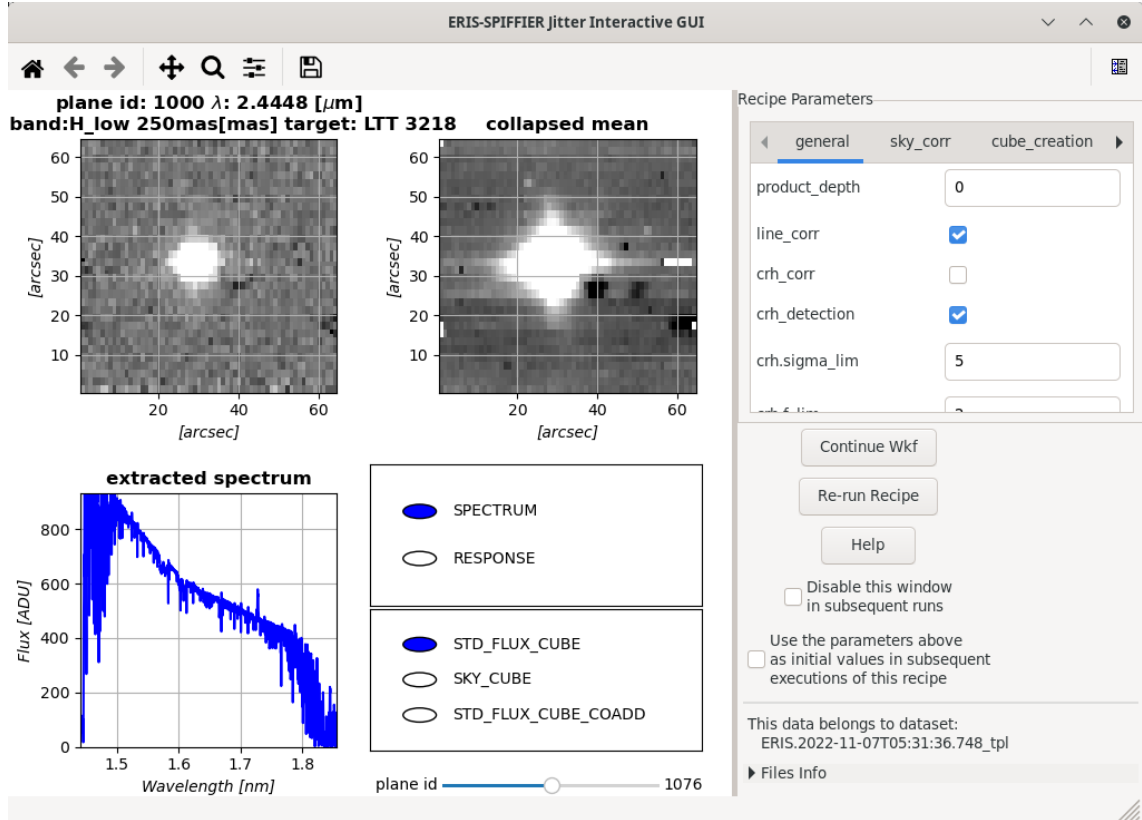 ERIS-SPIFFIER Jitter Interactive GUI
plane id: 1000 λ: 2.4448 [μm]
band:H_low 250mas[mas] target: LTT 3218
collapsed mean
60
50
40
30
20
10
[arcsec]
20
40
60
[arcsec]
60
50
40
30
20
10
[arcsec]
20
40
60
[arcsec]
extracted spectrum
800
600
400
200
0
Flux [ADU]
1.5
1.6
1.7
1.8
Wavelength [nm]
SPECTRUM
RESPONSE
STD_FLUX_CUBE
SKY_CUBE
STD_FLUX_CUBE_COADD
plane id
1076
Recipe Parameters
general
sky_corr
cube_creation
product_depth
0
line_corr
crh_corr
crh_detection
crh.sigma_lim
5
Continue Wkf
Re-run Recipe
Help
Disable this window
in subsequent runs
Use the parameters above
as initial values in subsequent
executions of this recipe
This data belongs to dataset:
ERIS.2022-11-07T05:31:36.748_tpl
Files Info